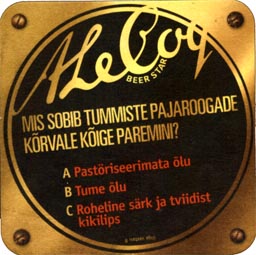 ALeCoq
BEER STAR
MIS SOBIB TUMMISTE PAJAROOGADE
KÕRVALE KÕIGE PAREMINI?
A Pastöriseerimata õlu
B Tume õlu
C Roheline särk ja tviidist
kikilips